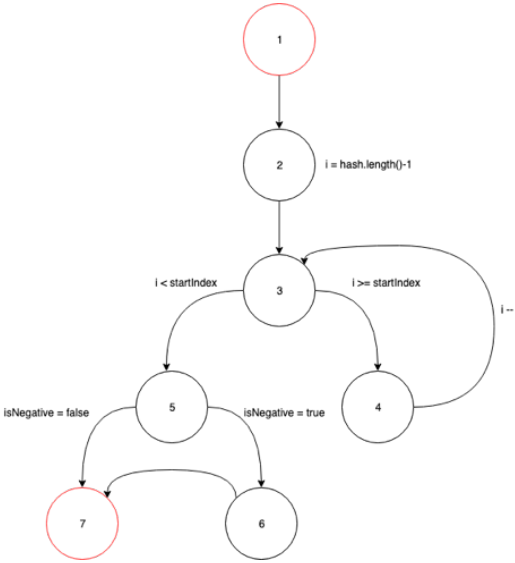 1
2
i = hash.length()-1
3
i < startIndex
i >= startIndex
i --
5
4
isNegative = false
isNegative = true
7
6